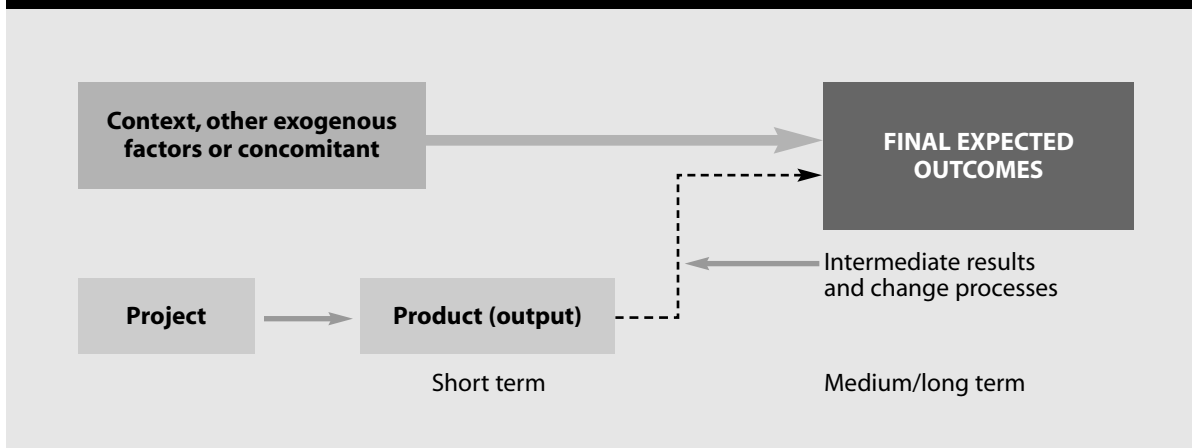 Context, other exogenous
factors or concomitant
FINAL EXPECTED
OUTCOMES
Intermediate results
and change processes
Project
Product (output)
Short term
Medium/long term